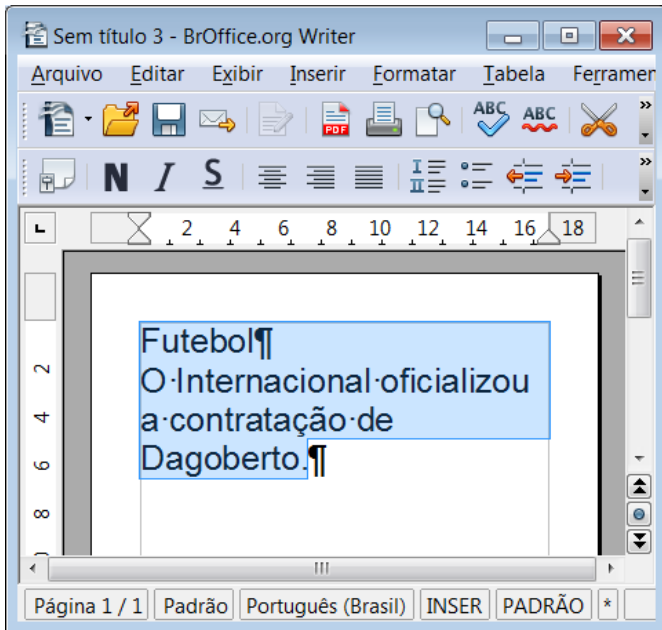 Sem título 3 - BrOffice.org Writer
Arquivo Editar Exibir Inserir Formatar Tabela Ferramen
PDF ABC ABC
N I S
2 4 6 8 10 12 14 16 18
Futebol¶
O·Internacional·oficializou
a·contratação·de
Dagoberto.¶
2
4
6
8
Página 1 / 1 Padrão Português (Brasil) INSER PADRÃO *